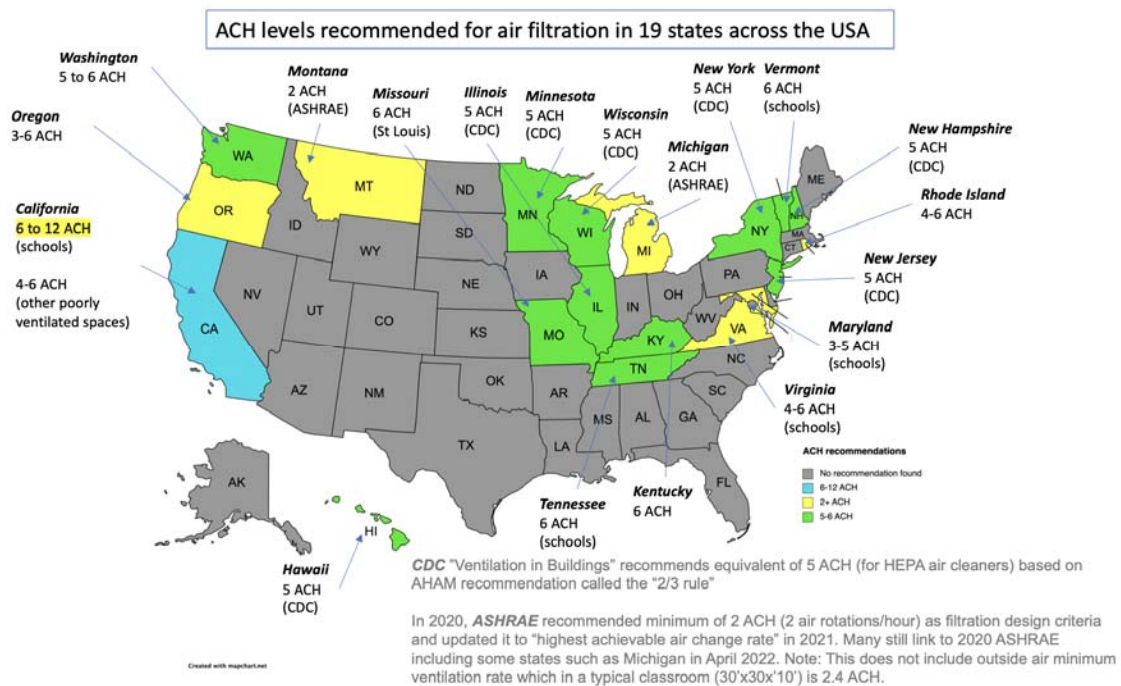 ACH levels recommended for air filtration in 19 states across the USA
Washington
5 to 6 ACH
Oregon
3-6 ACH
California
6 to 12 ACH
(schools)
4-6 ACH
(other poorly
ventilated spaces)
Montana
2 ACH
(ASHRAE)
Missouri
6 ACH
(St Louis)
Illinois
5 ACH
(CDC)
Minnesota
5 ACH
(CDC)
Wisconsin
5 ACH
(CDC)
Michigan
2 ACH
(ASHRAE)
New York
5 ACH
(CDC)
Vermont
6 ACH
(schools)
New Hampshire
5 ACH
(CDC)
Rhode Island
4-6 ACH
New Jersey
5 ACH
(CDC)
Maryland
3-5 ACH
(schools)
Virginia
4-6 ACH
(schools)
Kentucky
6 ACH
Tennessee
6 ACH
(schools)
Hawaii
5 ACH
(CDC)
WA
OR
CA
ID
NV
MT
WY
UT
AZ
CO
NM
ND
SD
NE
KS
OK
TX
MN
IA
MO
AR
LA
WI
IL
MI
IN
OH
KY
TN
MS
AL
GA
FL
SC
NC
VA
WV
PA
NY
NH
ME
MA
CT
AK
HI
ACH recommendations
No recommendation found
6-12 ACH
2+ ACH
5-6 ACH
CDC "Ventilation in Buildings" recommends equivalent of 5 ACH (for HEPA air cleaners) based on
AHAM recommendation called the “2/3 rule”
In 2020, ASHRAE recommended minimum of 2 ACH (2 air rotations/hour) as filtration design criteria
and updated it to “highest achievable air change rate” in 2021. Many still link to 2020 ASHRAE
including some states such as Michigan in April 2022. Note: This does not include outside air minimum
ventilation rate which in a typical classroom (30’x30’x10’) is 2.4 ACH.
Created with mapchart.net